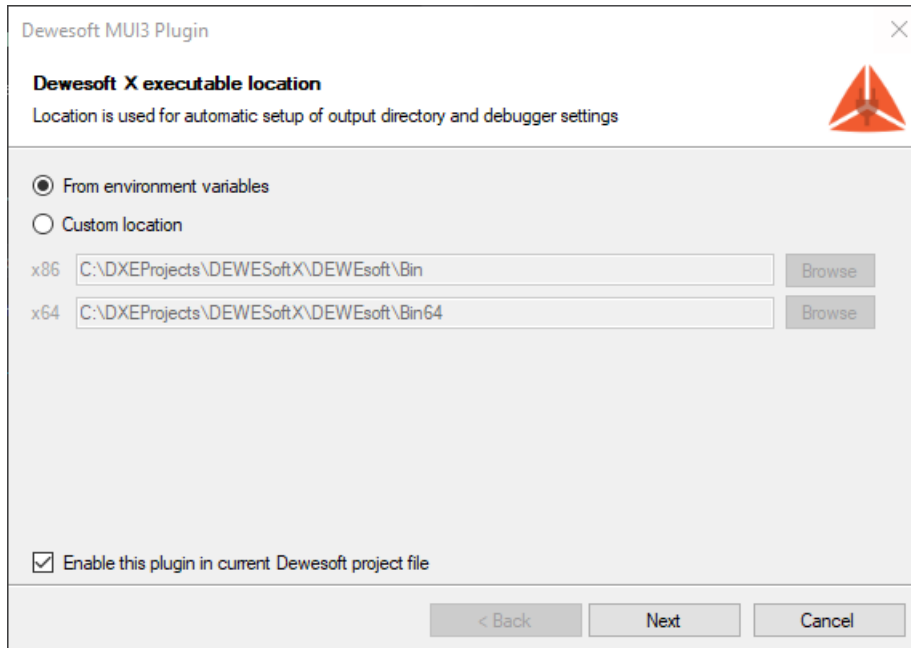 Dewesoft MUI3 Plugin
Dewesoft X executable location
Location is used for automatic setup of output directory and debugger settings
From environment variables
Custom location
x86 C:\DXEProjects\DEWESoftX\DEWEsoft\Bin Browse
x64 C:\DXEProjects\DEWESoftX\DEWEsoft\Bin64 Browse
Enable this plugin in current Dewesoft project file
< Back Next Cancel